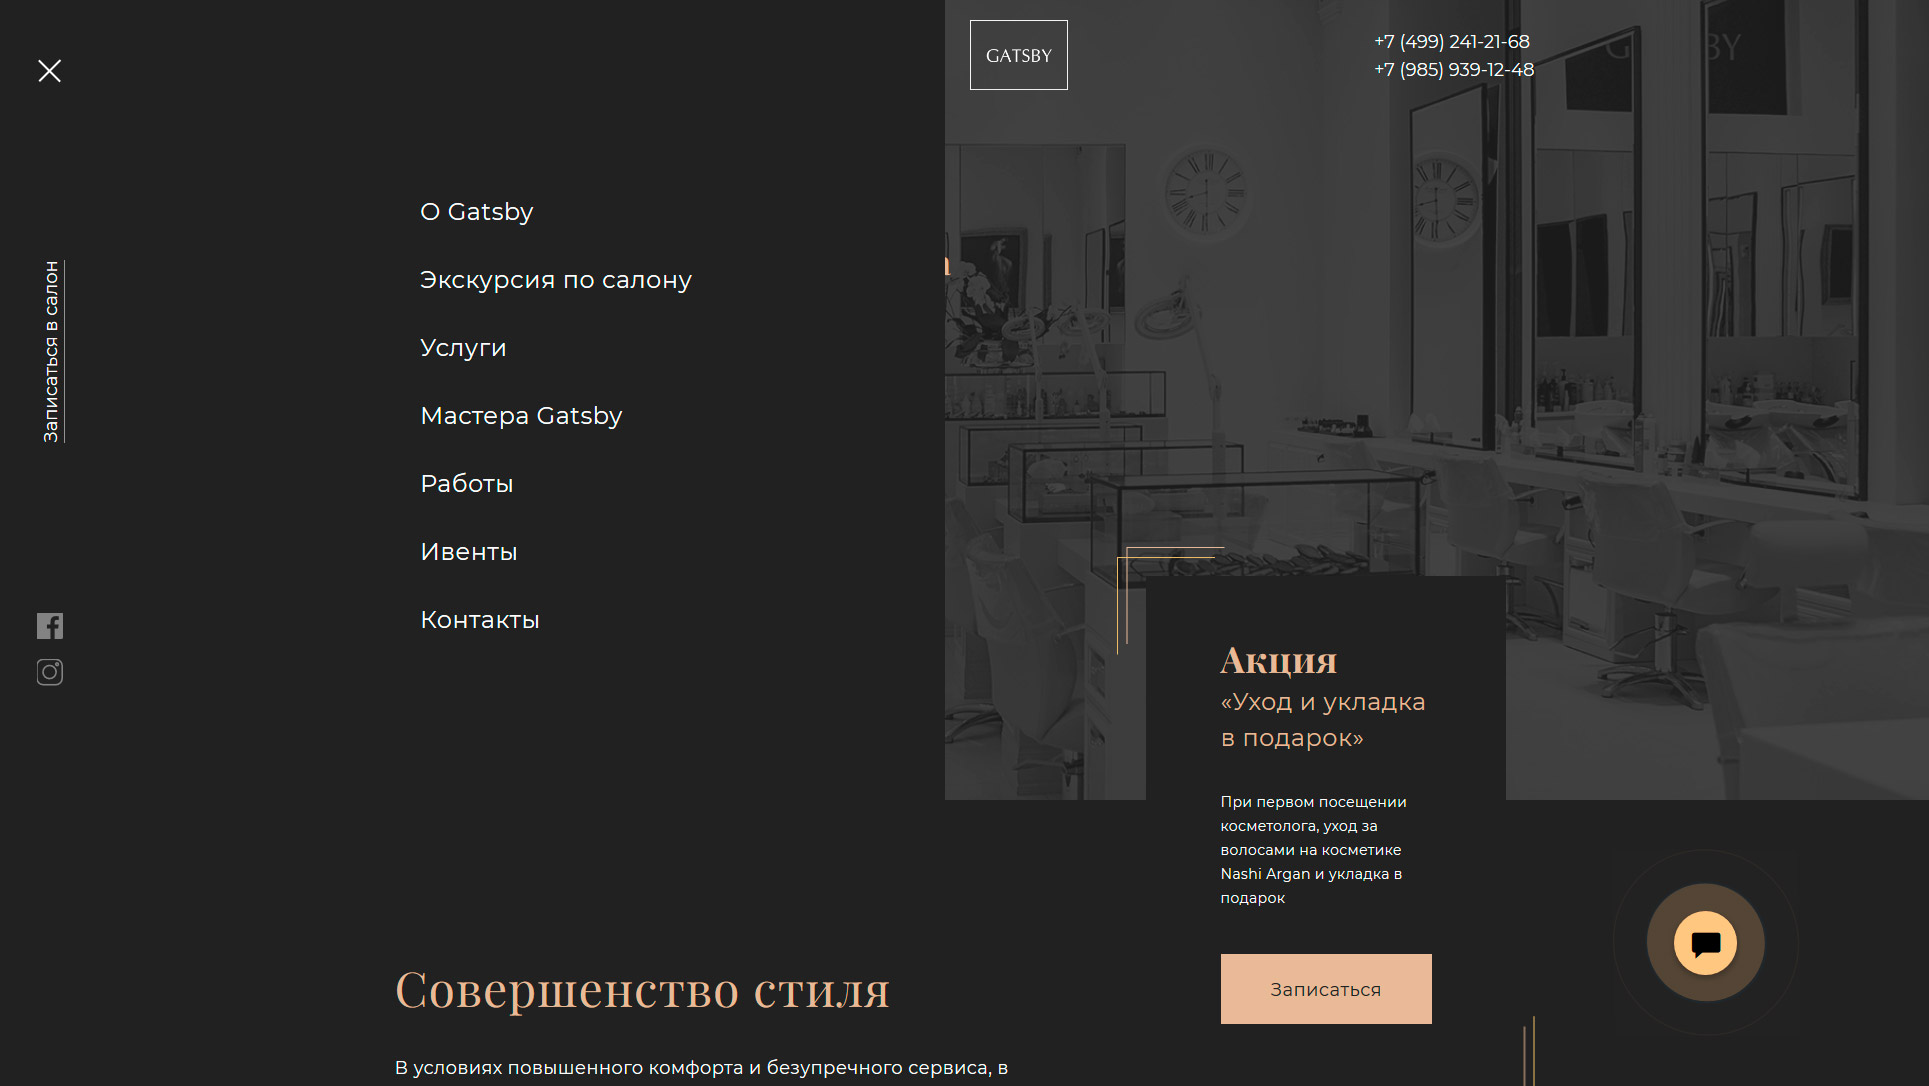 GATSBY
+7 (499) 241-21-68
+7 (985) 939-12-48
О Gatsby
Экскурсия по салону
Услуги
Мастера Gatsby
Работы
Ивенты
Контакты
Записаться в салон
Акция
«Уход и укладка
в подарок»
При первом посещении
косметолога, уход за
волосами на косметике
Nashi Argan и укладка в
подарок
Записаться
Совершенство стиля
В условиях повышенного комфорта и безупречного сервиса, в